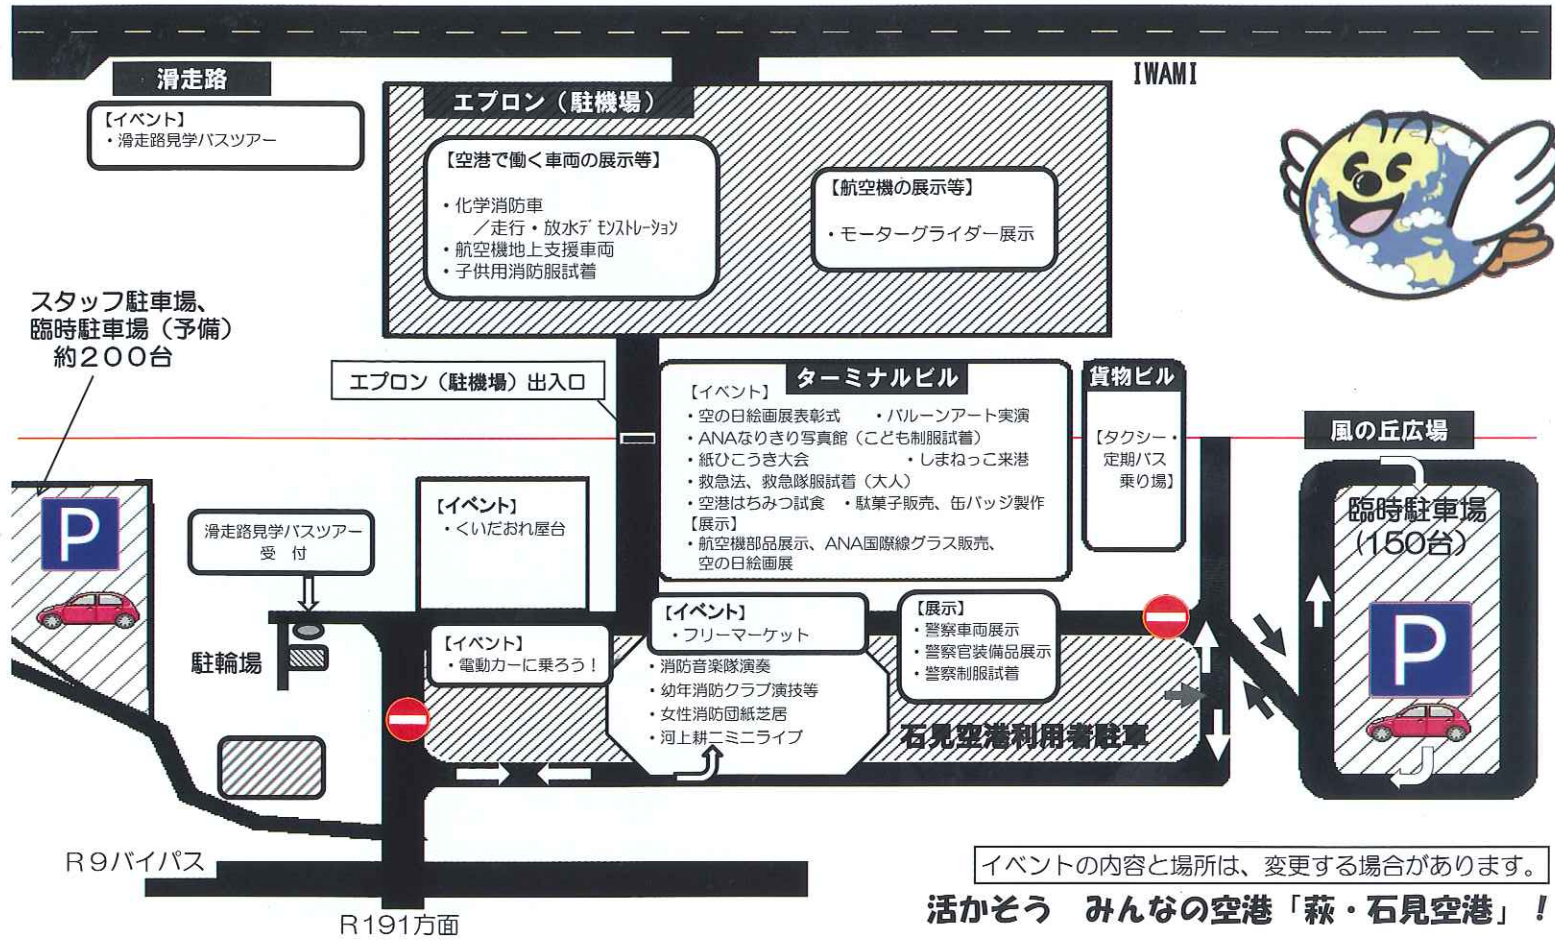 滑走路
【イベント】
・滑走路見学バスツアー
IWAMI
エプロン（駐機場）
【空港で働く車両の展示等】
・化学消防車
／走行・放水ﾃﾞﾓﾝｽﾄﾚｰｼｮﾝ
・航空機地上支援車両
・子供用消防服試着
【航空機の展示等】
・モーターグライダー展示
スタッフ駐車場、
臨時駐車場（予備）
約２００台
P
エプロン（駐機場）出入口
ターミナルビル
【イベント】
・空の日絵画展表彰式　・バルーンアート実演
・ANAなりきり写真館（こども制服試着）
・紙ひこうき大会　・しまねっこ来港
・救急法、救急隊服試着（大人）
・空港はちみつ試食　・駄菓子販売、缶バッジ製作
【展示】
・航空機部品展示、ANA国際線グラス販売、
空の日絵画展
貨物ビル
【タクシー・
定期バス
乗り場】
風の丘広場
臨時駐車場
(150台)
P
滑走路見学バスツアー
受　付
【イベント】
・くいだおれ屋台
駐輪場
【イベント】
・電動カーに乗ろう！
【イベント】
・フリーマーケット
・消防音楽隊演奏
・幼年消防クラブ演技等
・女性消防団紙芝居
・河上耕二ミニライブ
【展示】
・警察車両展示
・警察官装備品展示
・警察制服試着
石見空港利用者駐車
R９バイパス
R191方面
イベントの内容と場所は、変更する場合があります。
活かそう　みんなの空港「萩・石見空港」！